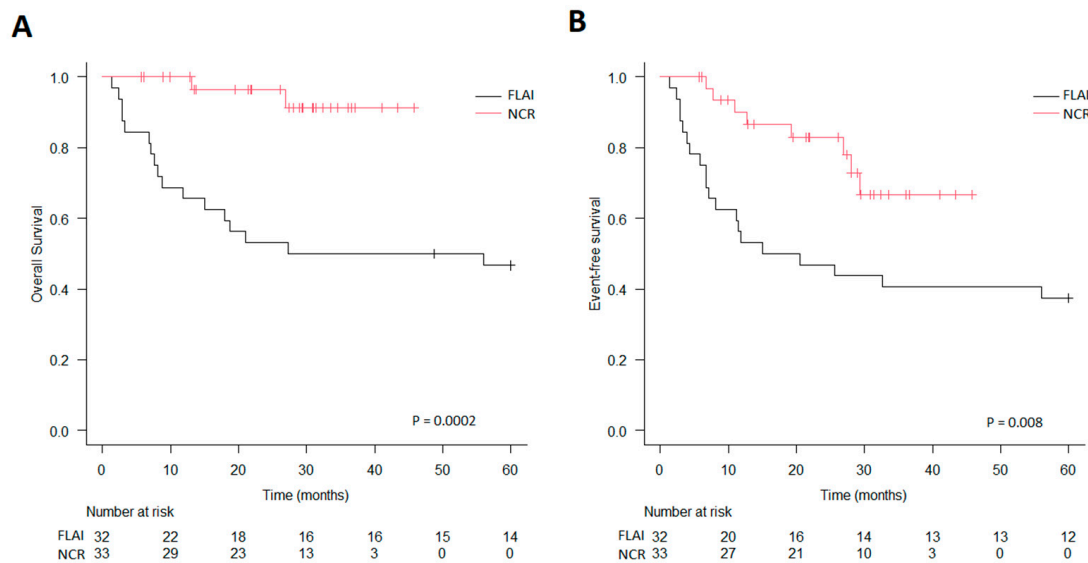 A
Overall Survival
1.0
0.8
0.6
0.4
0.2
0.0
FLAI
NCR
P = 0.0002
0 10 20 30 40 50 60
Time (months)
Number at risk
FLAI 32 22 18 16 16 15 14
NCR 33 29 23 13 3 0 0
B
Event-free survival
1.0
0.8
0.6
0.4
0.2
0.0
FLAI
NCR
P = 0.008
0 10 20 30 40 50 60
Time (months)
Number at risk
FLAI 32 20 16 14 13 13 12
NCR 33 27 21 10 3 0 0